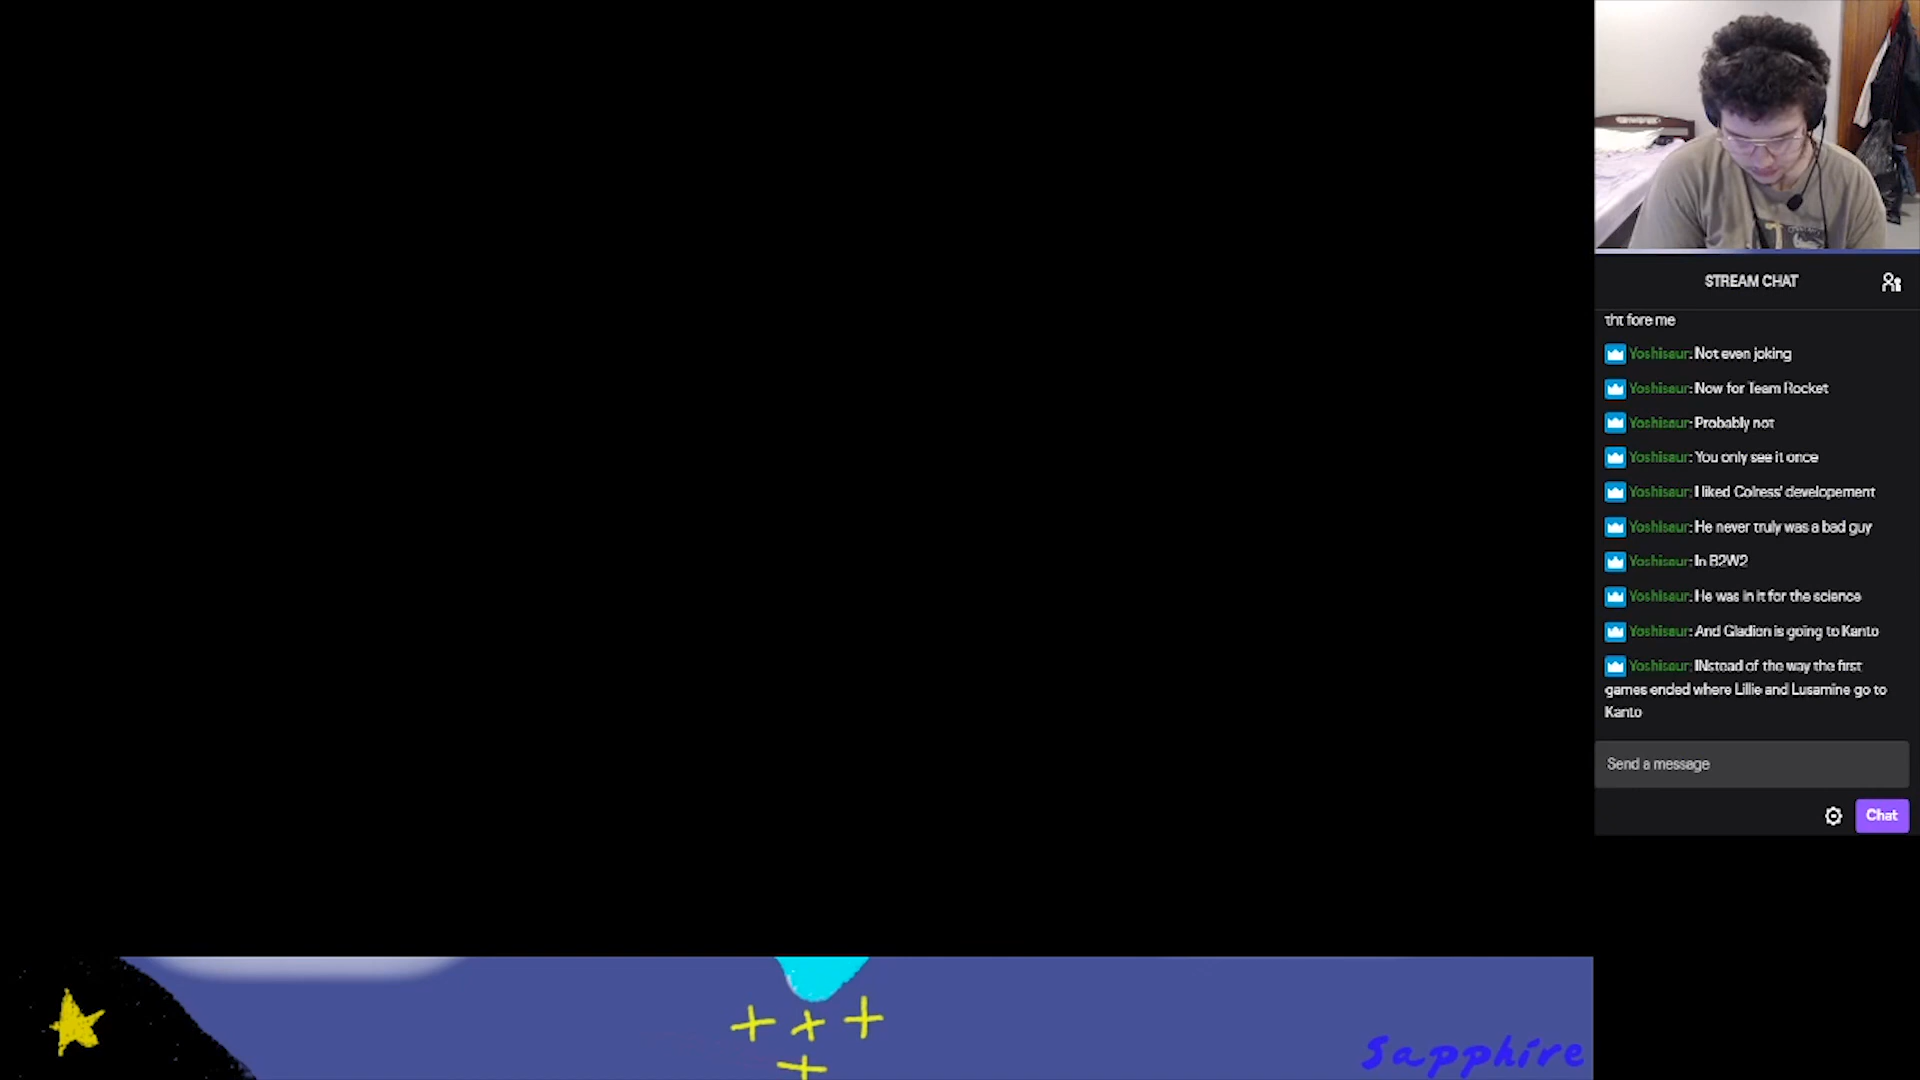 STREAM CHAT
tht fore me
Yoshisaur: Not even joking
Yoshisaur: Now for Team Rocket
Yoshisaur: Probably not
Yoshisaur: You only see it once
Yoshisaur: I liked Colress' developement
Yoshisaur: He never truly was a bad guy
Yoshisaur: In B2W2
Yoshisaur: He was in it for the science
Yoshisaur: And Gladion is going to Kanto
Yoshisaur: INstead of the way the first
games ended where Lillie and Lusamine go to
Kanto
Send a message
Chat
Sapphire